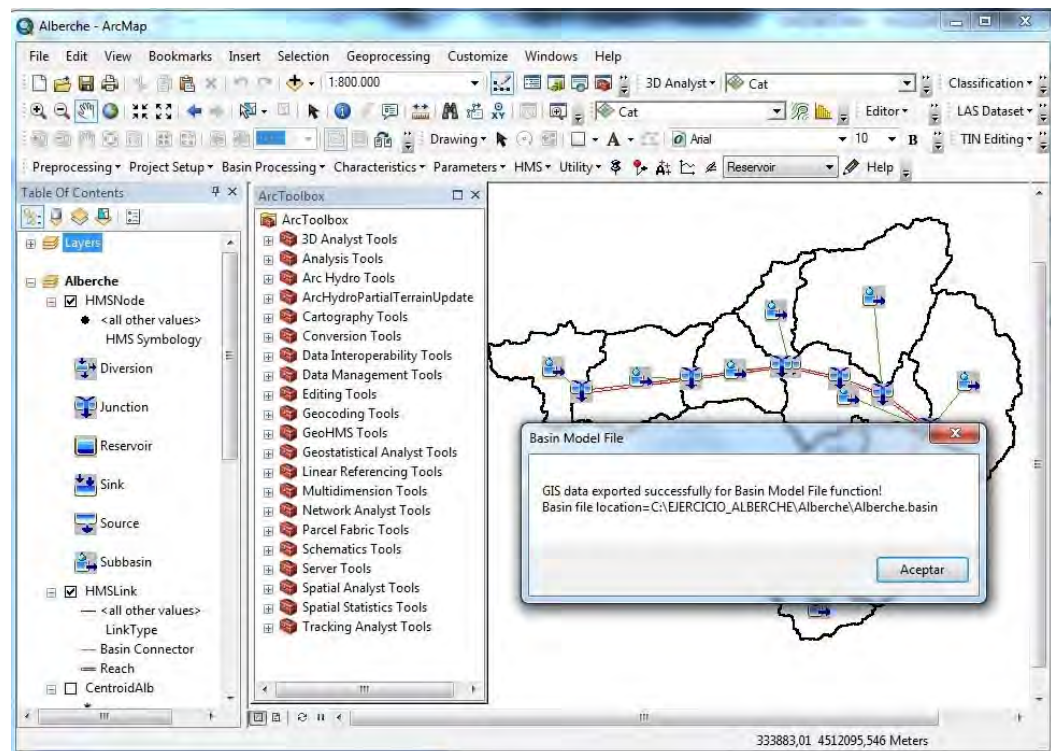 Alberche - ArcMap
File Edit View Bookmarks Insert Selection Geoprocessing Customize Windows Help
1:800.000 3D Analyst Cat Classification
Cat Editor LAS Dataset
Drawing A Arial 10 B TIN Editing
Preprocessing Project Setup Basin Processing Characteristics Parameters HMS Utility Reservoir Help
Table Of Contents
Layers
Alberche
HMSNode
<all other values>
HMS Symbology
Diversion
Junction
Reservoir
Sink
Source
Subbasin
HMSLink
<all other values>
LinkType
Basin Connector
Reach
CentroidAlb
ArcToolbox
ArcToolbox
3D Analyst Tools
Analysis Tools
Arc Hydro Tools
ArcHydroPartialTerrainUpdate
Cartography Tools
Conversion Tools
Data Interoperability Tools
Data Management Tools
Editing Tools
Geocoding Tools
GeoHMS Tools
Geostatistical Analyst Tools
Linear Referencing Tools
Multidimension Tools
Network Analyst Tools
Parcel Fabric Tools
Schematics Tools
Server Tools
Spatial Analyst Tools
Spatial Statistics Tools
Tracking Analyst Tools
Basin Model File
GIS data exported successfully for Basin Model File function!
Basin file location=C:\EJERCICIO_ALBERCHE\Alberche\Alberche.basin
Aceptar
333883,01 4512095,546 Meters